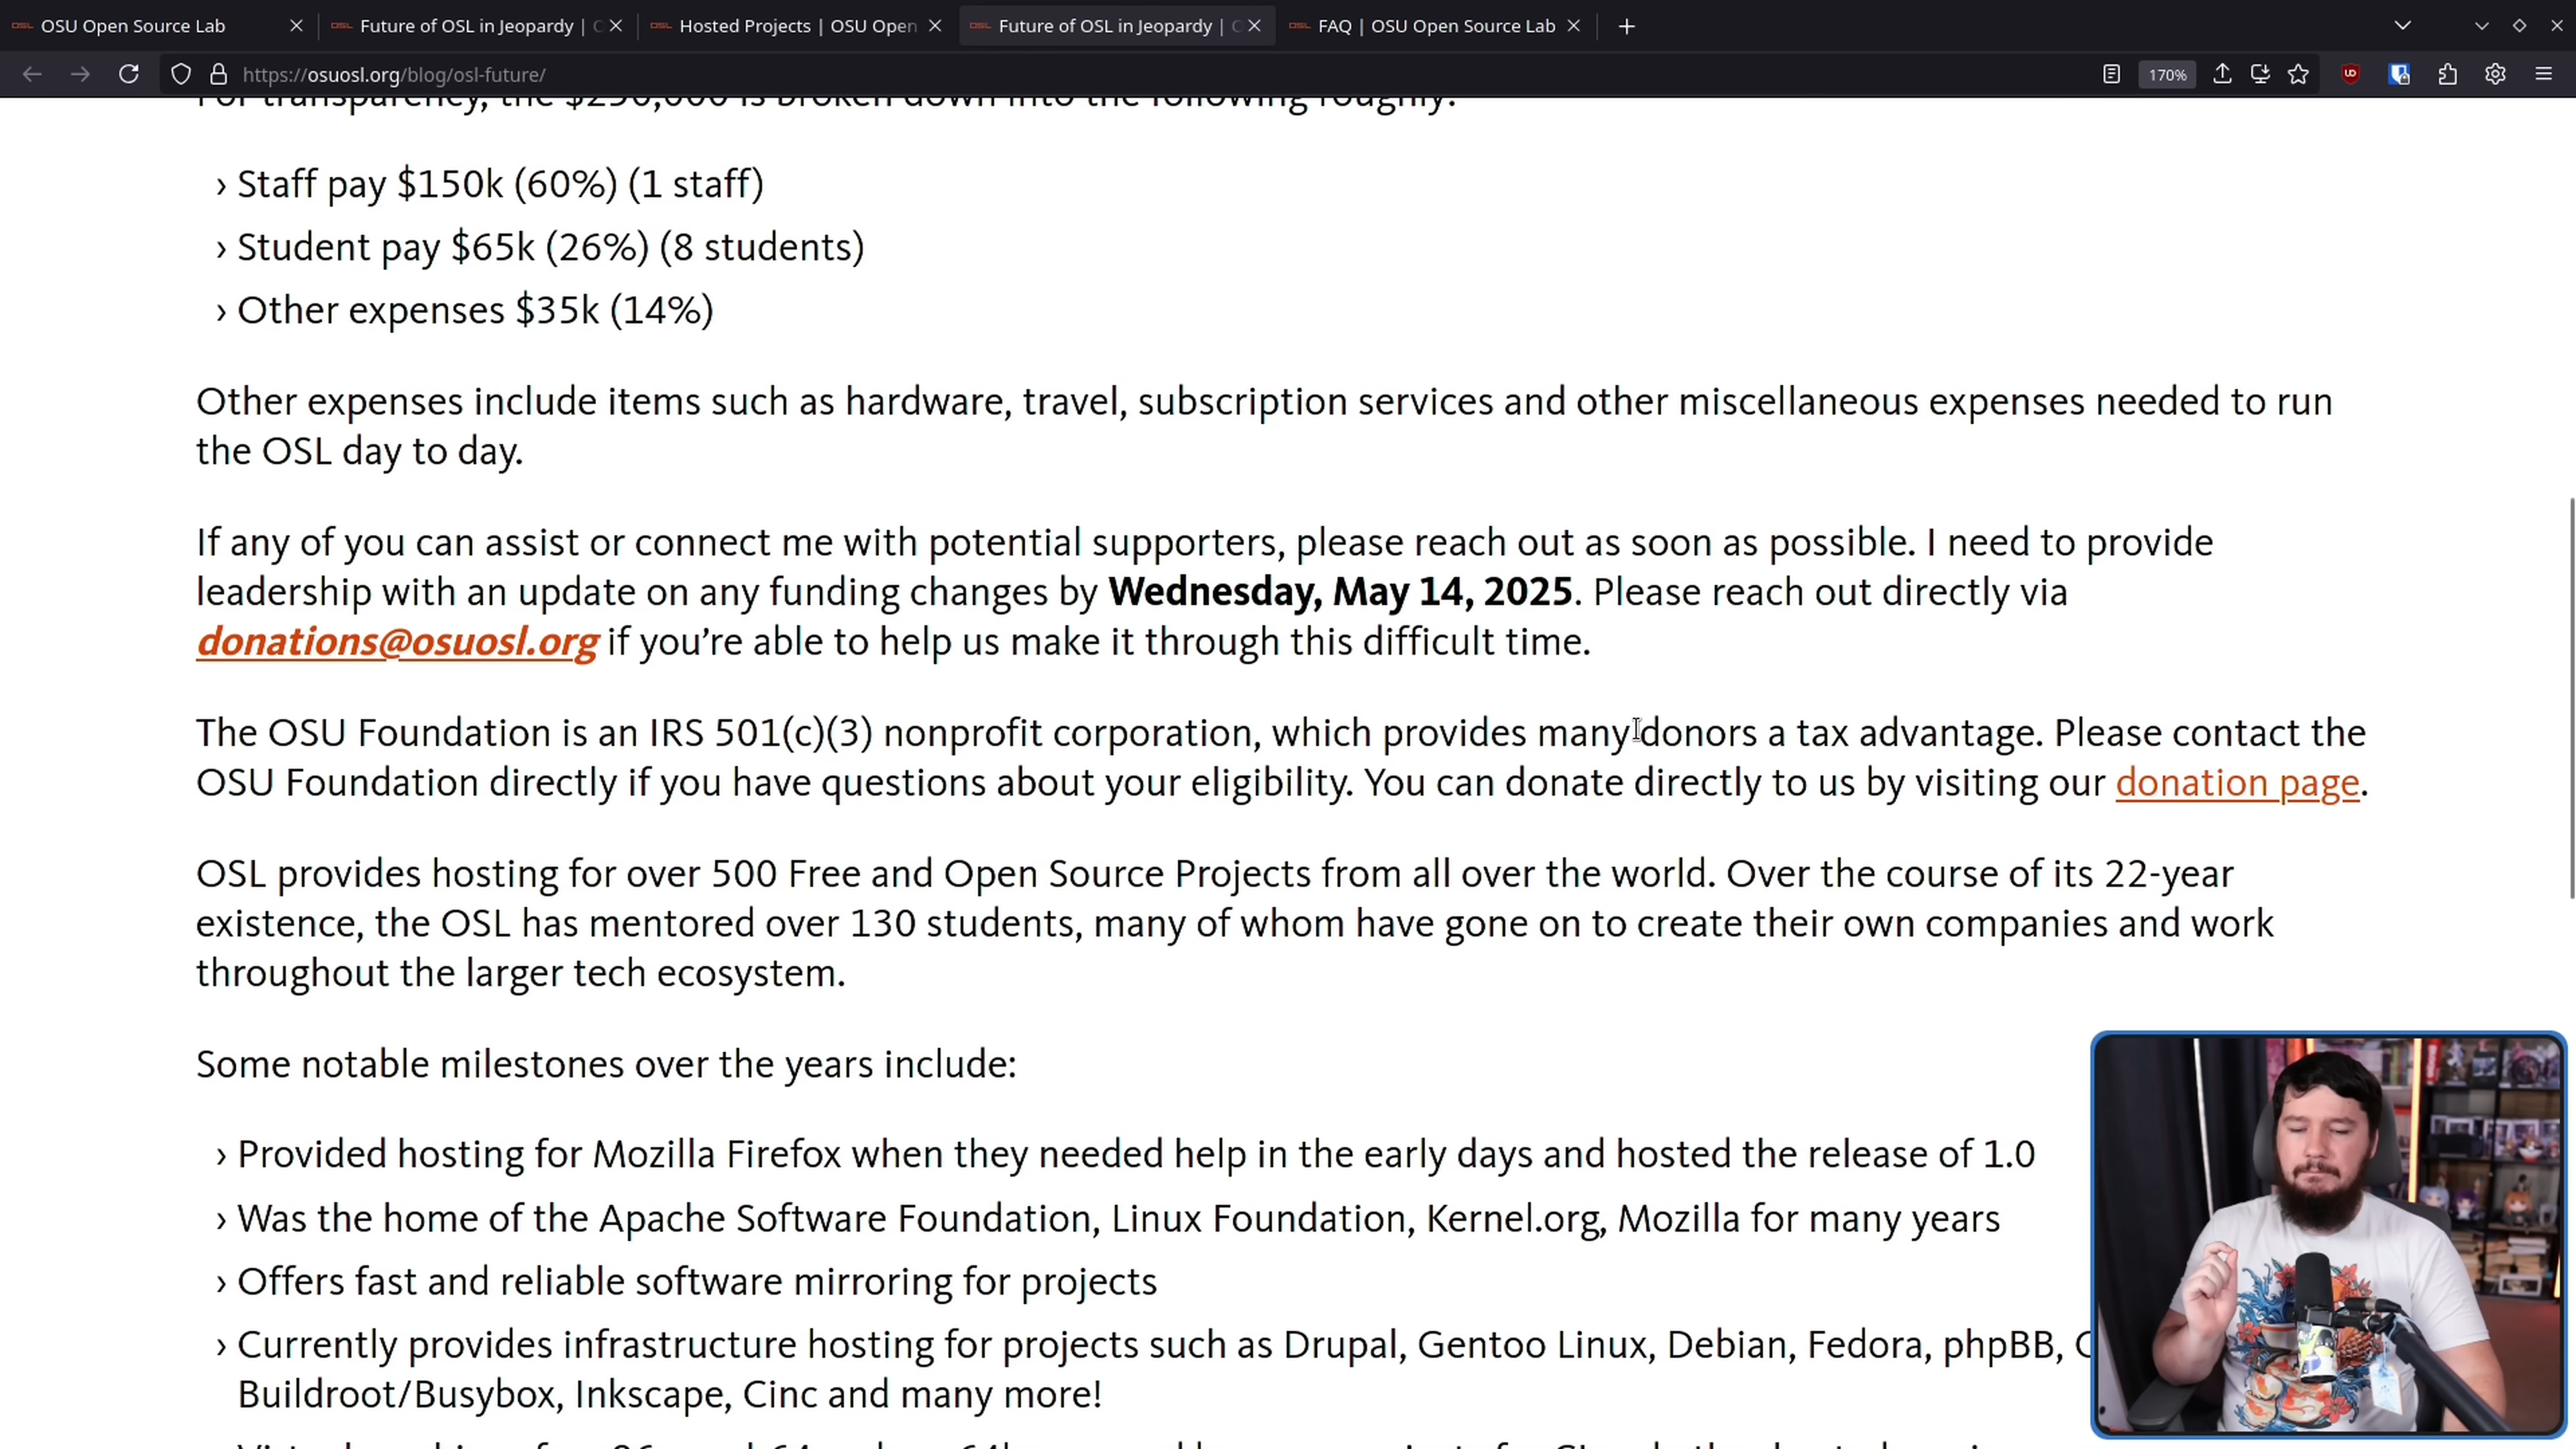 OSU Open Source Lab
Future of OSL in Jeopardy |
Hosted Projects | OSU Open
Future of OSL in Jeopardy |
FAQ | OSU Open Source Lab
https://osuosl.org/blog/osl-future/
170%
For transparency, the $250,000 is broken down into the following roughly:
› Staff pay $150k (60%) (1 staff)
› Student pay $65k (26%) (8 students)
› Other expenses $35k (14%)
Other expenses include items such as hardware, travel, subscription services and other miscellaneous expenses needed to run
the OSL day to day.
If any of you can assist or connect me with potential supporters, please reach out as soon as possible. I need to provide
leadership with an update on any funding changes by Wednesday, May 14, 2025. Please reach out directly via
donations@osuosl.org if you’re able to help us make it through this difficult time.
The OSU Foundation is an IRS 501(c)(3) nonprofit corporation, which provides many donors a tax advantage. Please contact the
OSU Foundation directly if you have questions about your eligibility. You can donate directly to us by visiting our donation page.
OSL provides hosting for over 500 Free and Open Source Projects from all over the world. Over the course of its 22-year
existence, the OSL has mentored over 130 students, many of whom have gone on to create their own companies and work
throughout the larger tech ecosystem.
Some notable milestones over the years include:
› Provided hosting for Mozilla Firefox when they needed help in the early days and hosted the release of 1.0
› Was the home of the Apache Software Foundation, Linux Foundation, Kernel.org, Mozilla for many years
› Offers fast and reliable software mirroring for projects
› Currently provides infrastructure hosting for projects such as Drupal, Gentoo Linux, Debian, Fedora, phpBB,
Buildroot/Busybox, Inkscape, Cinc and many more!